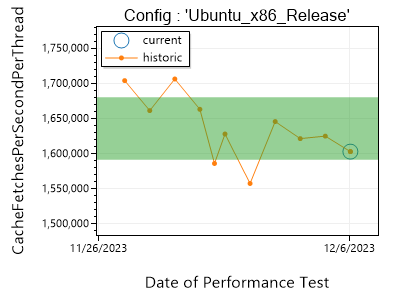 Config : 'Ubuntu_x86_Release'
CacheFetchesPerSecondPerThread
current
historic
1,750,000
1,700,000
1,650,000
1,600,000
1,550,000
1,500,000
11/26/2023
12/6/2023
Date of Performance Test